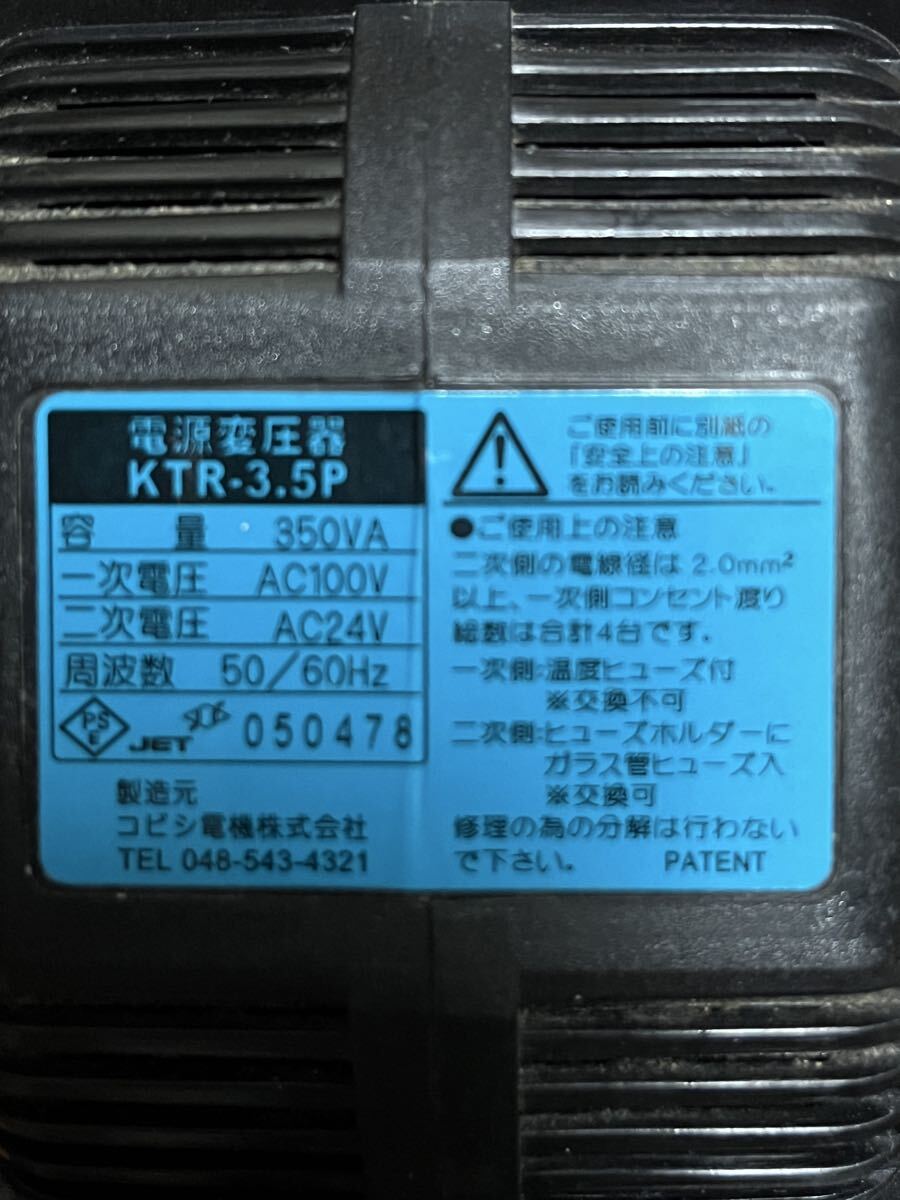 電源変圧器
KTR-3.5P
容量 350VA
一次電圧 AC100V
二次電圧 AC24V
周波数 50/60Hz
PSE JET 050478
製造元
コビシ電機株式会社
TEL 048-543-4321
ご使用前に別紙の
「安全上の注意」
をお読みください。
●ご使用上の注意
二次側の電線径は2.0mm²
以上、一次側コンセント渡り
総数は合計4台です。
一次側:温度ヒューズ付
※交換不可
二次側:ヒューズホルダーに
ガラス管ヒューズ入
※交換可
修理の為の分解は行わない
で下さい。 PATENT